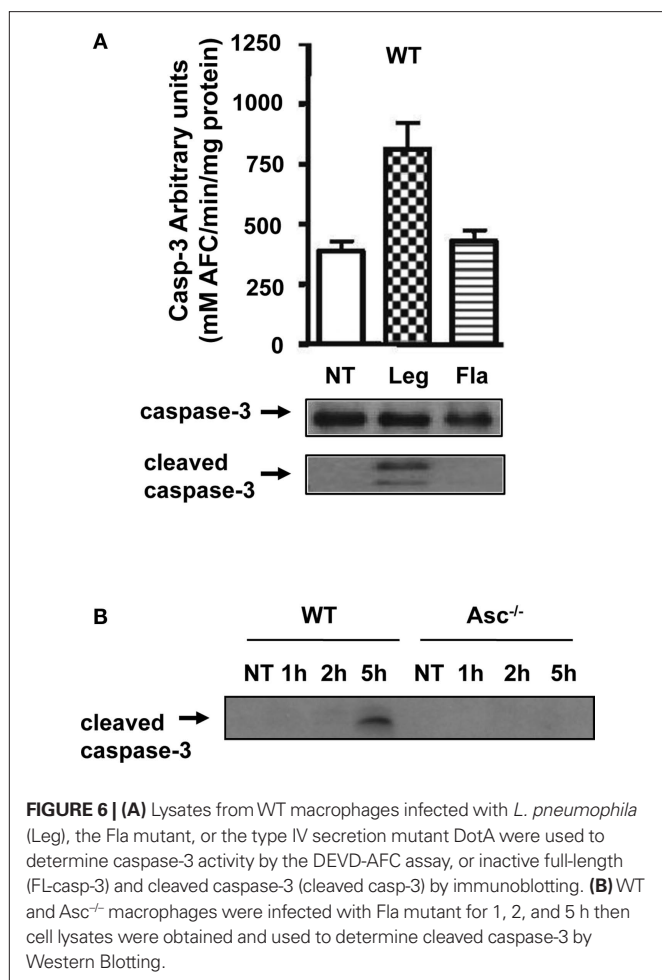 A
WT
Casp-3 Arbitrary units
(mM AFC/min/mg protein)
1250
1000
750
500
250
0
NT Leg Fla
caspase-3
cleaved
caspase-3
B
WT Asc-/-
NT 1h 2h 5h NT 1h 2h 5h
cleaved
caspase-3
FIGURE 6 | (A) Lysates from WT macrophages infected with L. pneumophila
(Leg), the Fla mutant, or the type IV secretion mutant DotA were used to
determine caspase-3 activity by the DEVD-AFC assay, or inactive full-length
(FL-casp-3) and cleaved caspase-3 (cleaved casp-3) by immunoblotting. (B) WT
and Asc–/– macrophages were infected with Fla mutant for 1, 2, and 5 h then
cell lysates were obtained and used to determine cleaved caspase-3 by
Western Blotting.